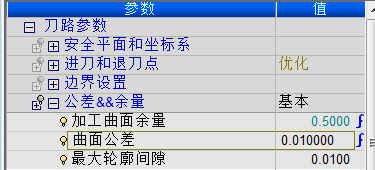 参数 值
刀路参数
安全平面和坐标系
进刀和退刀点 优化
边界设置
公差&&余量 基本
加工曲面余量 0.5000 f
曲面公差 0.010000 f
最大轮廓间隙 0.0100